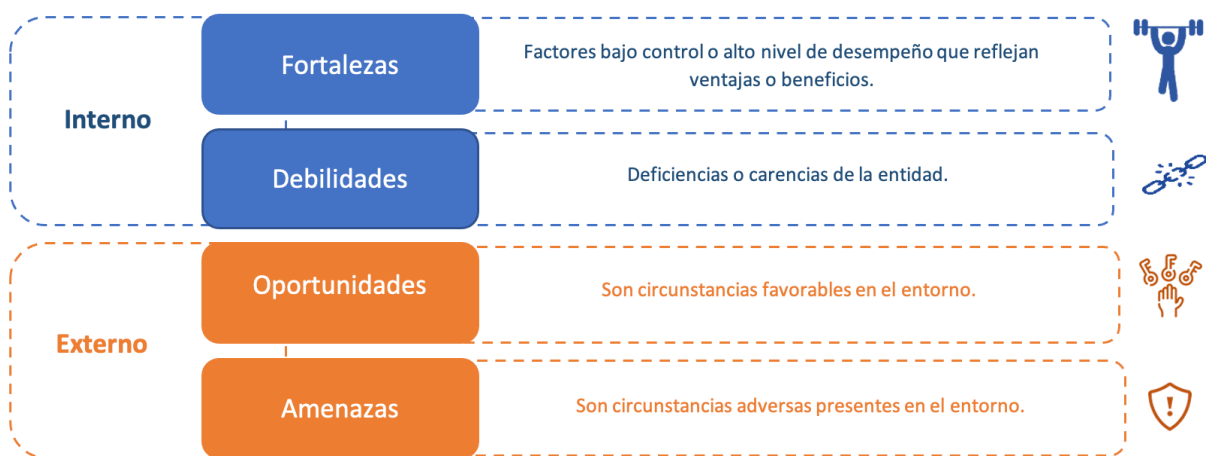 Interno
Fortalezas
Factores bajo control o alto nivel de desempeño que reflejan
ventajas o beneficios.
Debilidades
Deficiencias o carencias de la entidad.
Externo
Oportunidades
Son circunstancias favorables en el entorno.
Amenazas
Son circunstancias adversas presentes en el entorno.